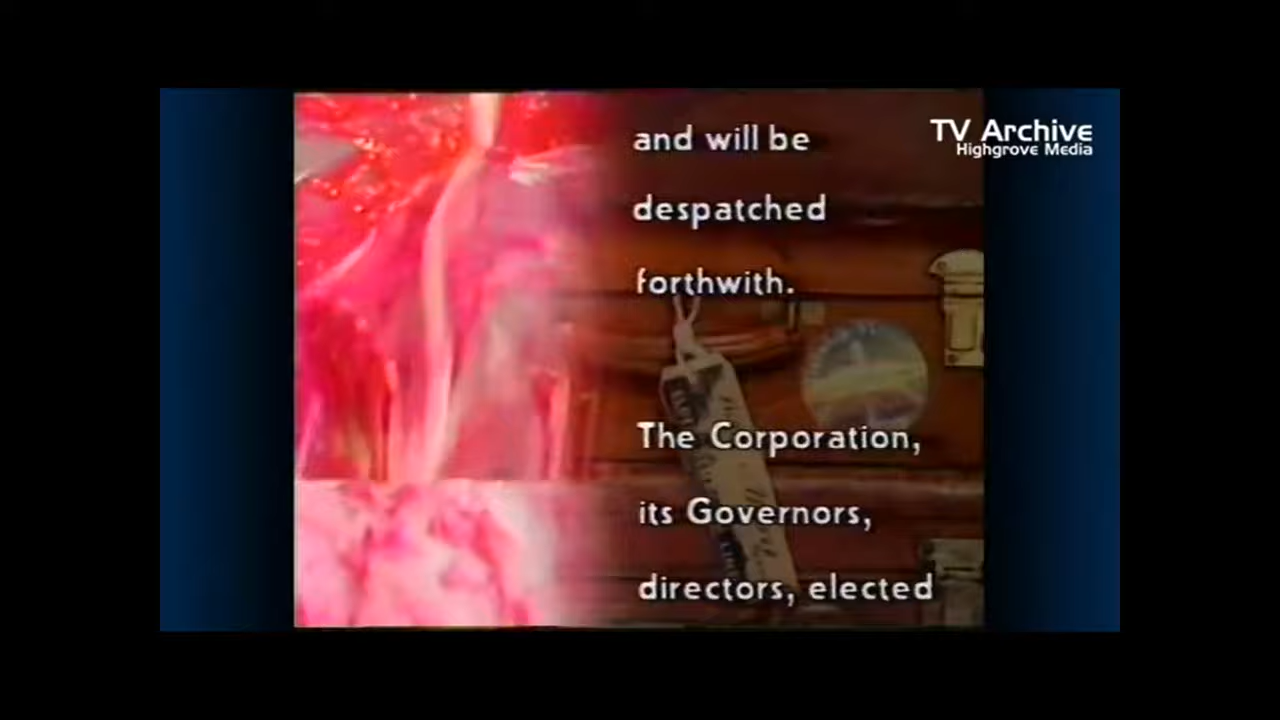 TV Archive
Highgrove Media
and will be
despatched
forthwith.
The Corporation,
its Governors,
directors, elected